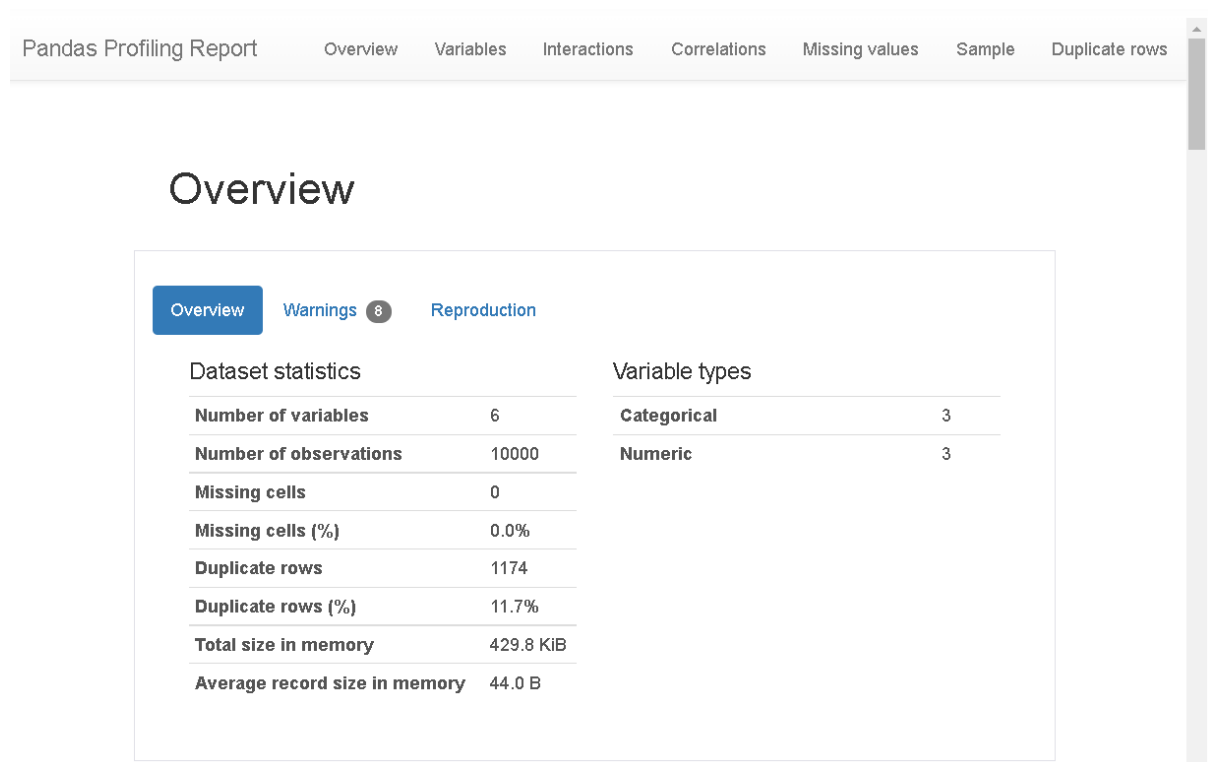 Pandas Profiling Report Overview Variables Interactions Correlations Missing values Sample Duplicate rows
Overview
Overview Warnings 8 Reproduction
Dataset statistics
Number of variables 6
Number of observations 10000
Missing cells 0
Missing cells (%) 0.0%
Duplicate rows 1174
Duplicate rows (%) 11.7%
Total size in memory 429.8 KiB
Average record size in memory 44.0 B
Variable types
Categorical 3
Numeric 3